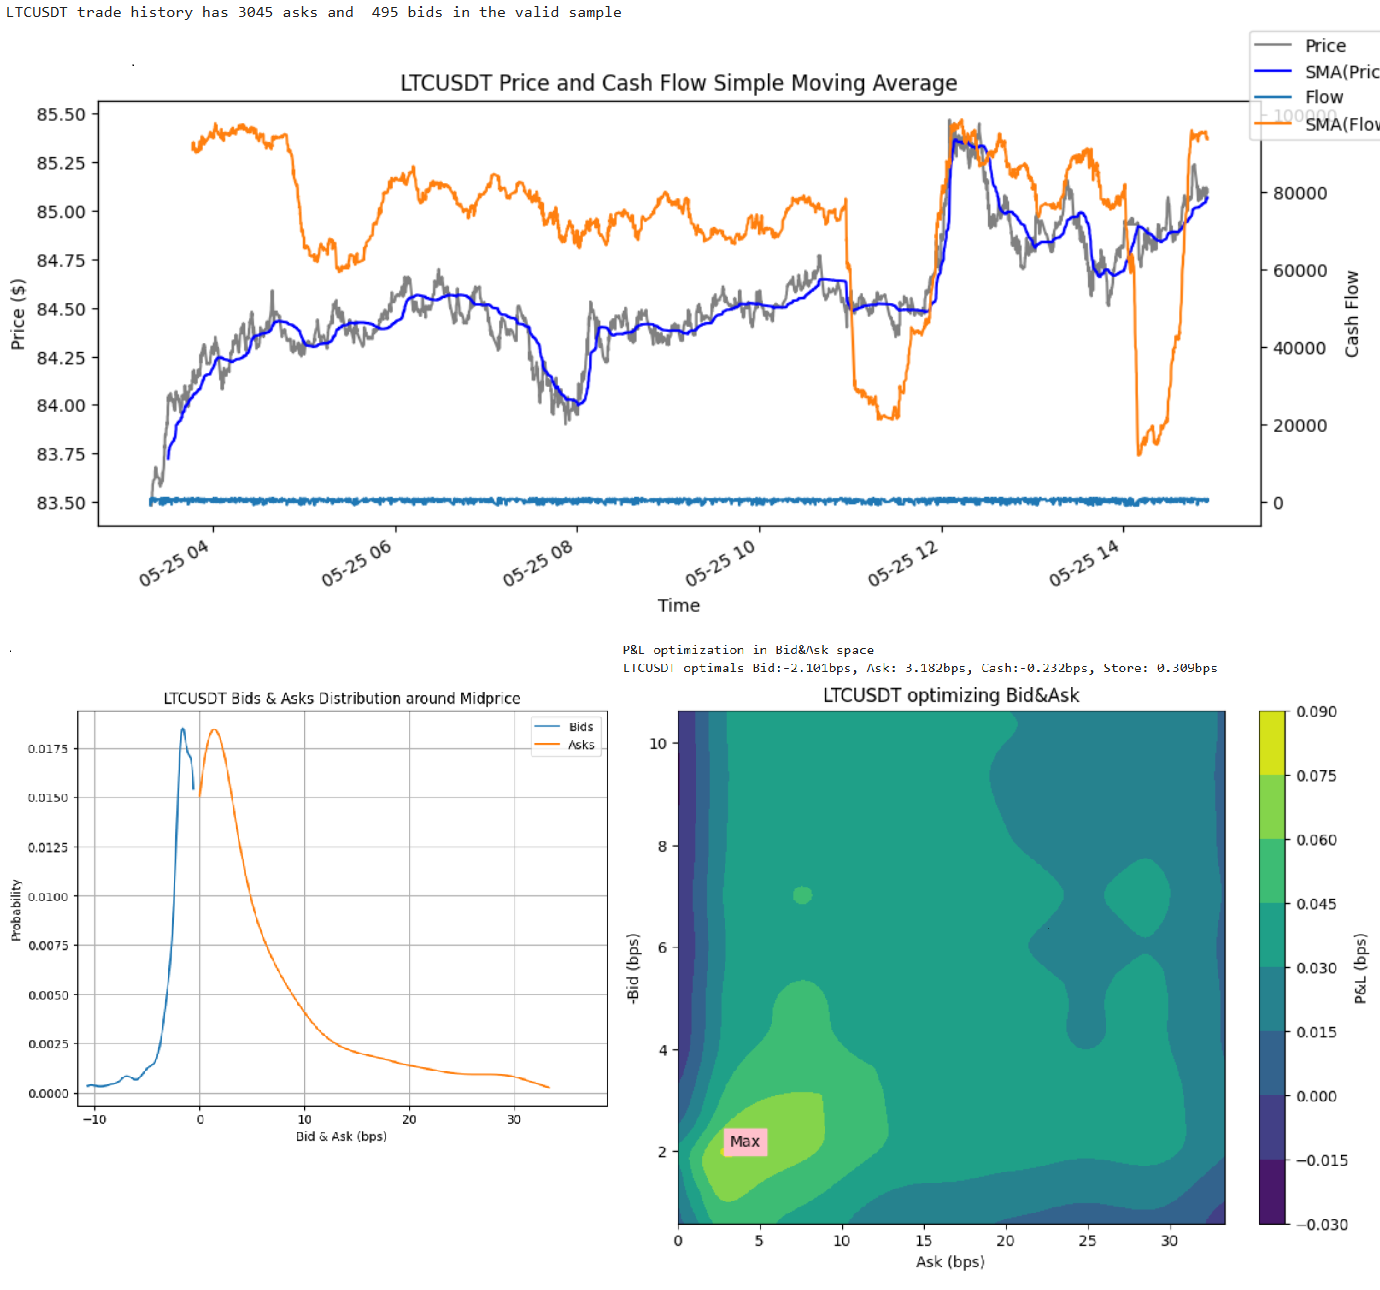 LTCUSDT trade history has 3045 asks and  495 bids in the valid sample
LTCUSDT Price and Cash Flow Simple Moving Average
Price
SMA(Pric
Flow
SMA(Flow
85.50
85.25
85.00
84.75
84.50
84.25
84.00
83.75
83.50
Price ($)
100000
80000
60000
40000
20000
0
Cash Flow
05-25 04
05-25 06
05-25 08
05-25 10
05-25 12
05-25 14
Time
LTCUSDT Bids & Asks Distribution around Midprice
Bids
Asks
0.0175
0.0150
0.0125
0.0100
0.0075
0.0050
0.0025
0.0000
Probability
−10
0
10
20
30
Bid & Ask (bps)
P&L optimization in Bid&Ask space
LTCUSDT optimals Bid:-2.101bps, Ask: 3.182bps, Cash:-0.232bps, Store: 0.309bps
LTCUSDT optimizing Bid&Ask
10
8
6
4
2
-Bid (bps)
Max
0
5
10
15
20
25
30
Ask (bps)
0.090
0.075
0.060
0.045
0.030
0.015
0.000
−0.015
−0.030
P&L (bps)